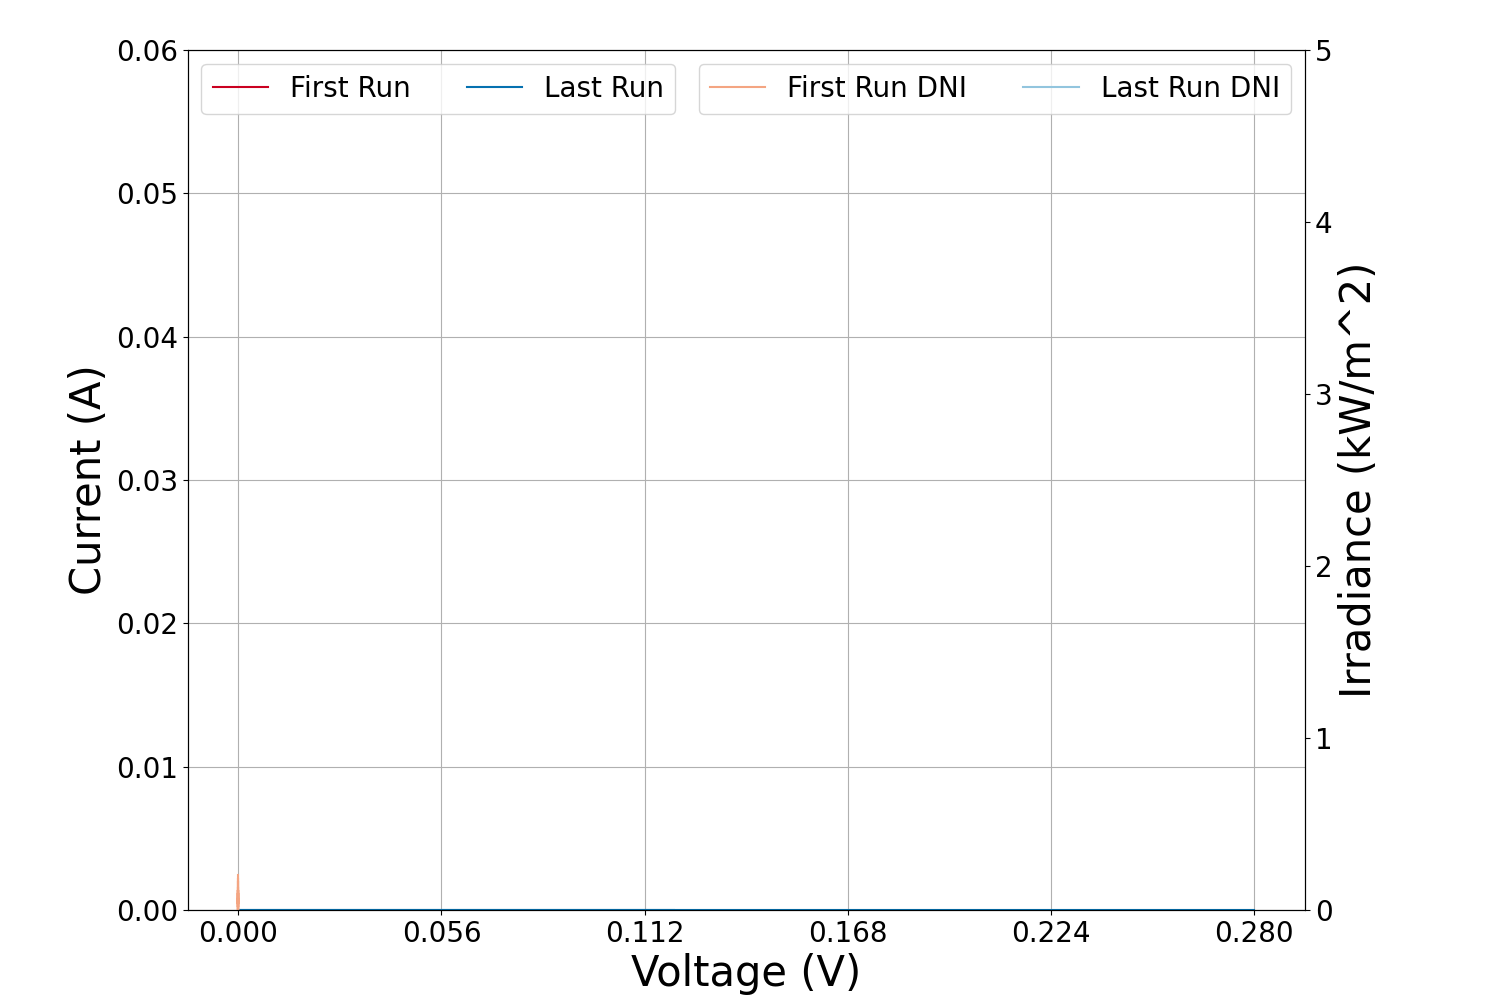 First Run
Last Run
First Run DNI
Last Run DNI
0.06
0.05
0.04
0.03
0.02
0.01
0.00
Current (A)
5
4
3
2
1
0
Irradiance (kW/m^2)
0.000 0.056 0.112 0.168 0.224 0.280
Voltage (V)